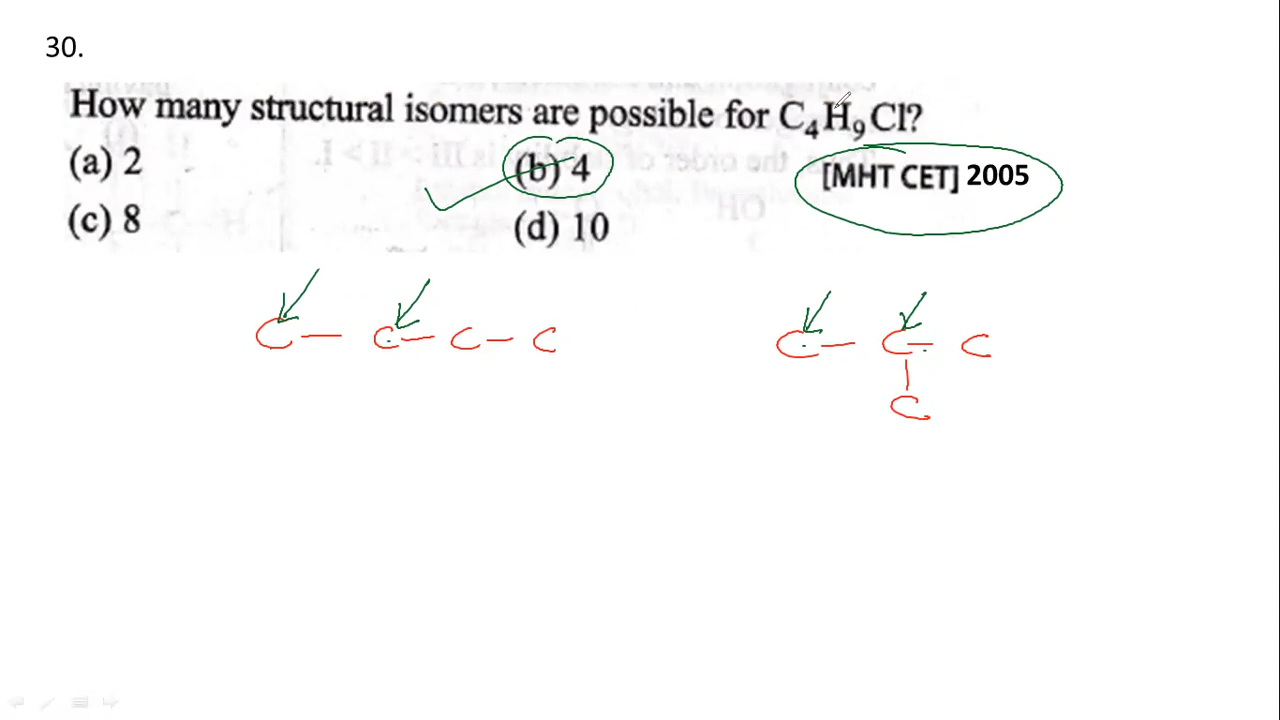 30.
How many structural isomers are possible for C₄H₉Cl?
(a) 2 (b) 4 [MHT CET] 2005
(c) 8 (d) 10
C — C — C — C C — C — C
C